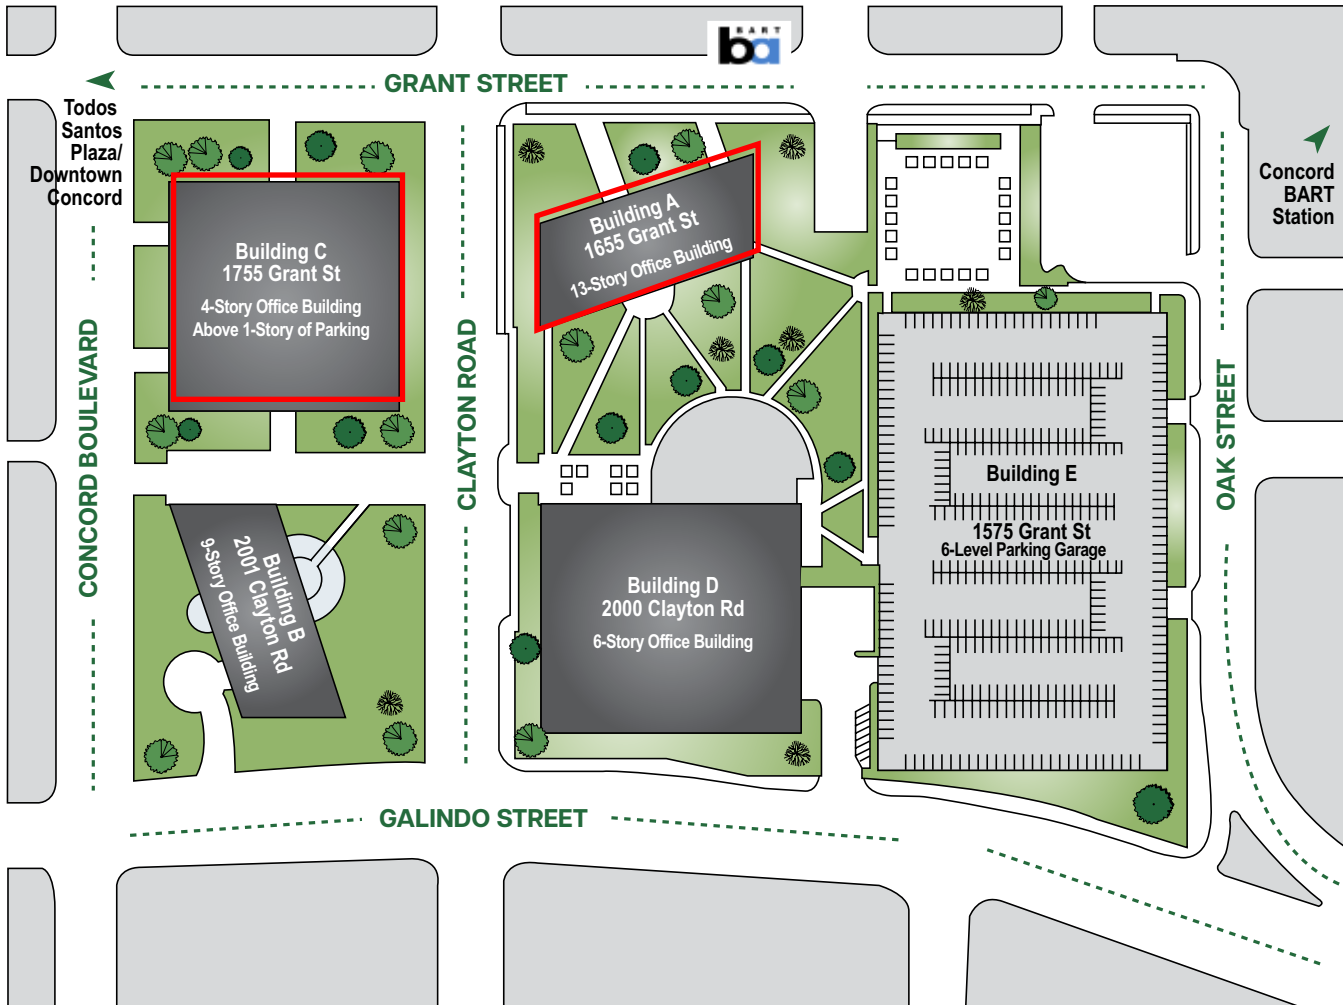 BART
ba
GRANT STREET
Todos
Santos
Plaza/
Downtown
Concord
Concord
BART
Station
Building A
1655 Grant St
13-Story Office Building
Building C
1755 Grant St
4-Story Office Building
Above 1-Story of Parking
CONCORD BOULEVARD
CLAYTON ROAD
OAK STREET
Building E
1575 Grant St
6-Level Parking Garage
Building B
2001 Clayton Rd
9-Story Office Building
Building D
2000 Clayton Rd
6-Story Office Building
GALINDO STREET